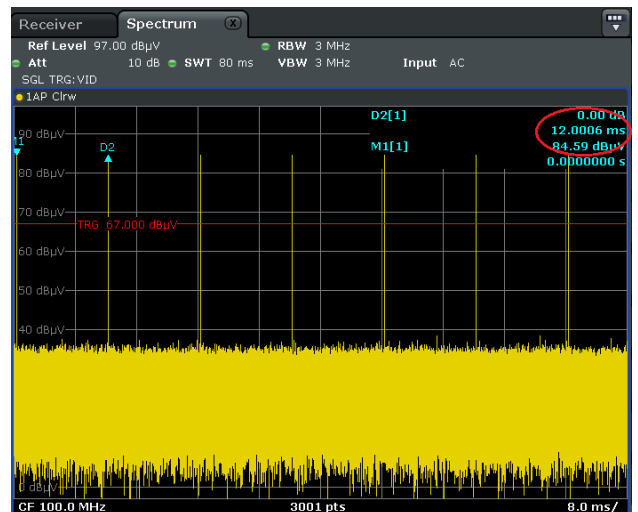 Receiver Spectrum X
Ref Level 97.00 dBµV RBW 3 MHz
Att 10 dB SWT 80 ms VBW 3 MHz Input AC
SGL TRG:VID
1AP Clrw
D2[1] 0.00 dB
12.0006 ms
90 dBµV
M1[1] 84.59 dBµV
0.0000000 s
M1
D2
80 dBµV
70 dBµV
TRG 67.000 dBµV
60 dBµV
50 dBµV
40 dBµV
0 dBµV
CF 100.0 MHz 3001 pts 8.0 ms/